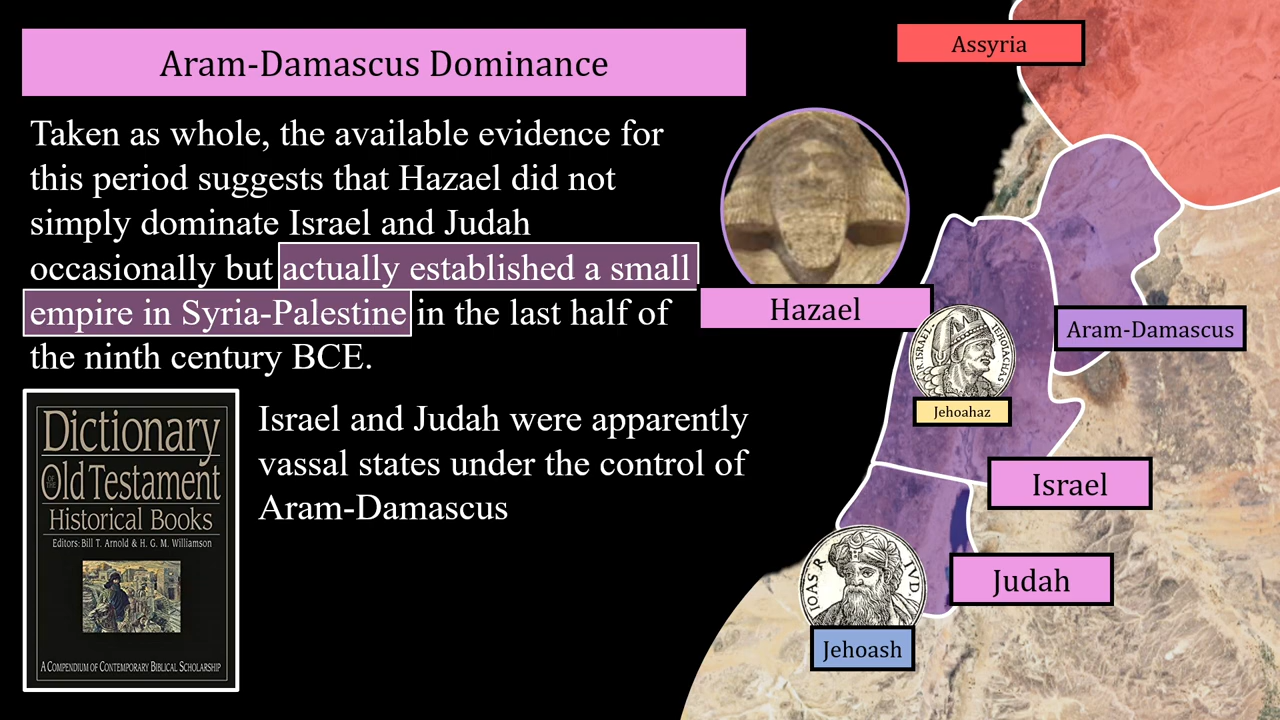 Aram-Damascus Dominance
Taken as whole, the available evidence for
this period suggests that Hazael did not
simply dominate Israel and Judah
occasionally but actually established a small
empire in Syria-Palestine in the last half of
the ninth century BCE.
Dictionary
OF THE
Old Testament
Historical Books
Editors: Bill T. Arnold & H. G. M. Williamson
A Compendium of Contemporary Biblical Scholarship
Israel and Judah were apparently
vassal states under the control of
Aram-Damascus
Assyria
Hazael
Aram-Damascus
R ISRAEL.
IEHOIACHAS
Jehoahaz
Israel
Judah
IOAS R
IVD.
Jehoash